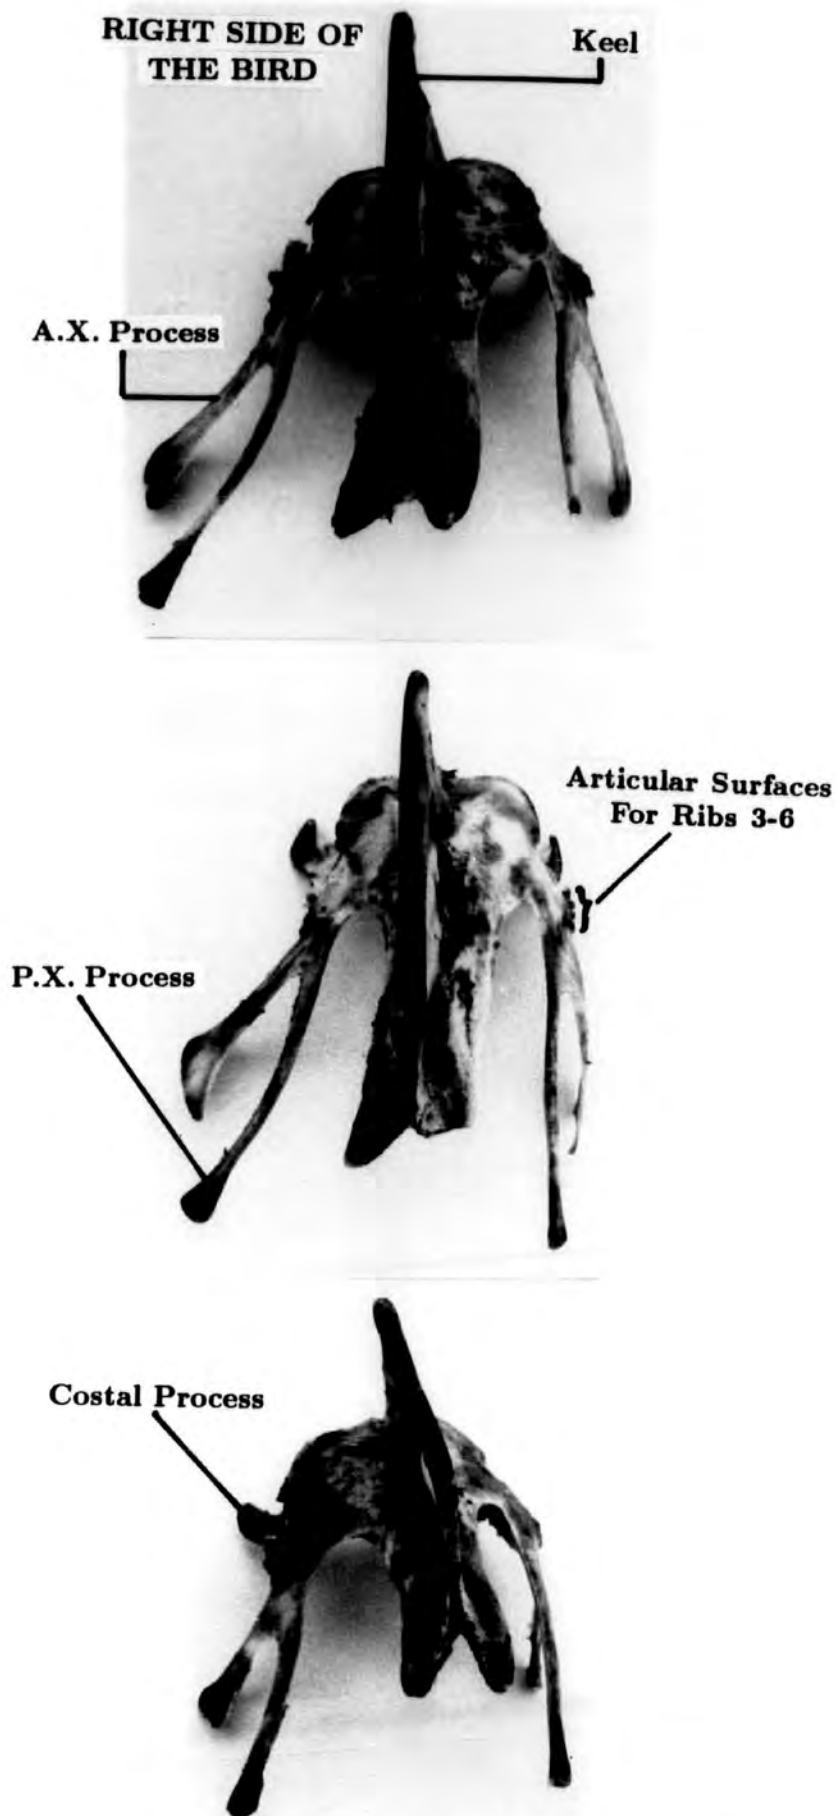 RIGHT SIDE OF
THE BIRD
Keel
A.X. Process
Articular Surfaces
For Ribs 3-6
P.X. Process
Costal Process